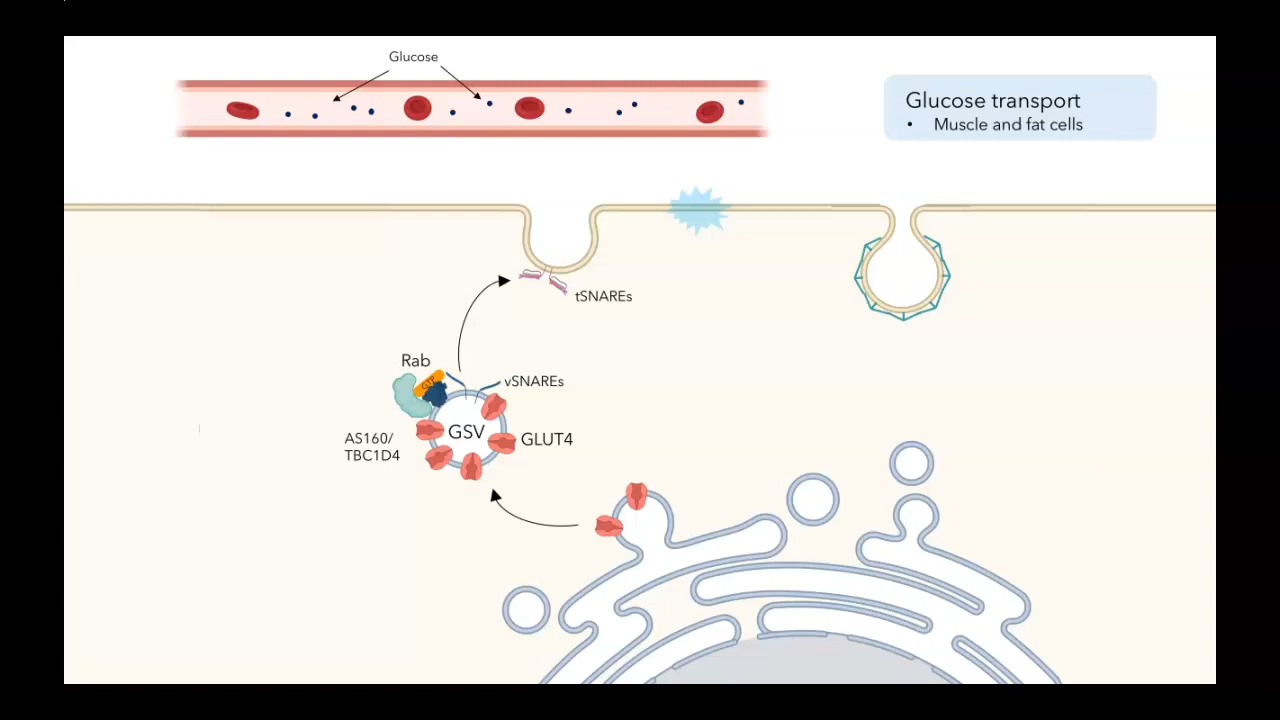 Glucose
Glucose transport
• Muscle and fat cells
tSNAREs
Rab
vSNAREs
GSV
GLUT4
AS160/
TBC1D4